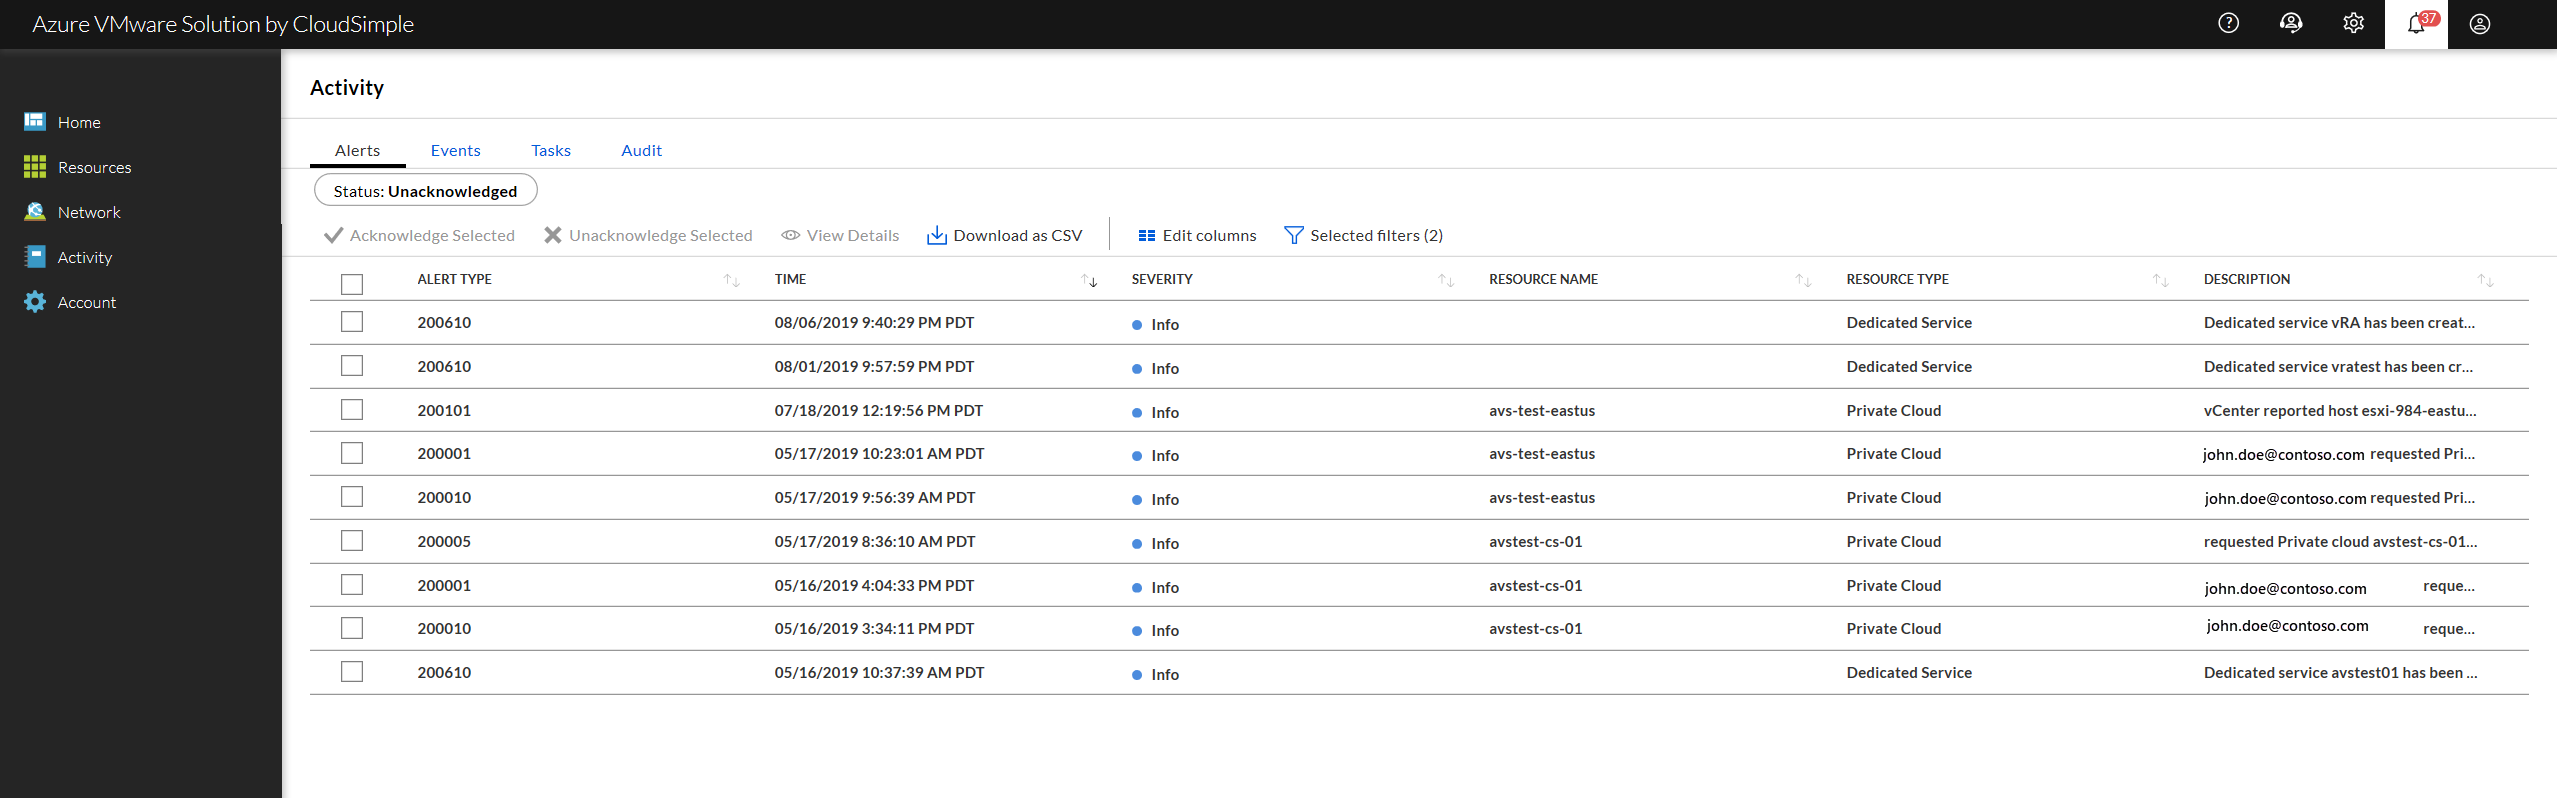 Azure VMware Solution by CloudSimple
37
Home
Resources
Network
Activity
Account
Activity
Alerts Events Tasks Audit
Status: Unacknowledged
Acknowledge Selected Unacknowledge Selected View Details Download as CSV Edit columns Selected filters (2)
ALERT TYPE TIME SEVERITY RESOURCE NAME RESOURCE TYPE DESCRIPTION
200610 08/06/2019 9:40:29 PM PDT Info Dedicated Service Dedicated service vRA has been creat...
200610 08/01/2019 9:57:59 PM PDT Info Dedicated Service Dedicated service vratest has been cr...
200101 07/18/2019 12:19:56 PM PDT Info avs-test-eastus Private Cloud vCenter reported host esxi-984-eastu...
200001 05/17/2019 10:23:01 AM PDT Info avs-test-eastus Private Cloud john.doe@contoso.com requested Pri...
200010 05/17/2019 9:56:39 AM PDT Info avs-test-eastus Private Cloud john.doe@contoso.com requested Pri...
200005 05/17/2019 8:36:10 AM PDT Info avstest-cs-01 Private Cloud requested Private cloud avstest-cs-01...
200001 05/16/2019 4:04:33 PM PDT Info avstest-cs-01 Private Cloud john.doe@contoso.com reque...
200010 05/16/2019 3:34:11 PM PDT Info avstest-cs-01 Private Cloud john.doe@contoso.com reque...
200610 05/16/2019 10:37:39 AM PDT Info Dedicated Service Dedicated service avstest01 has been ...